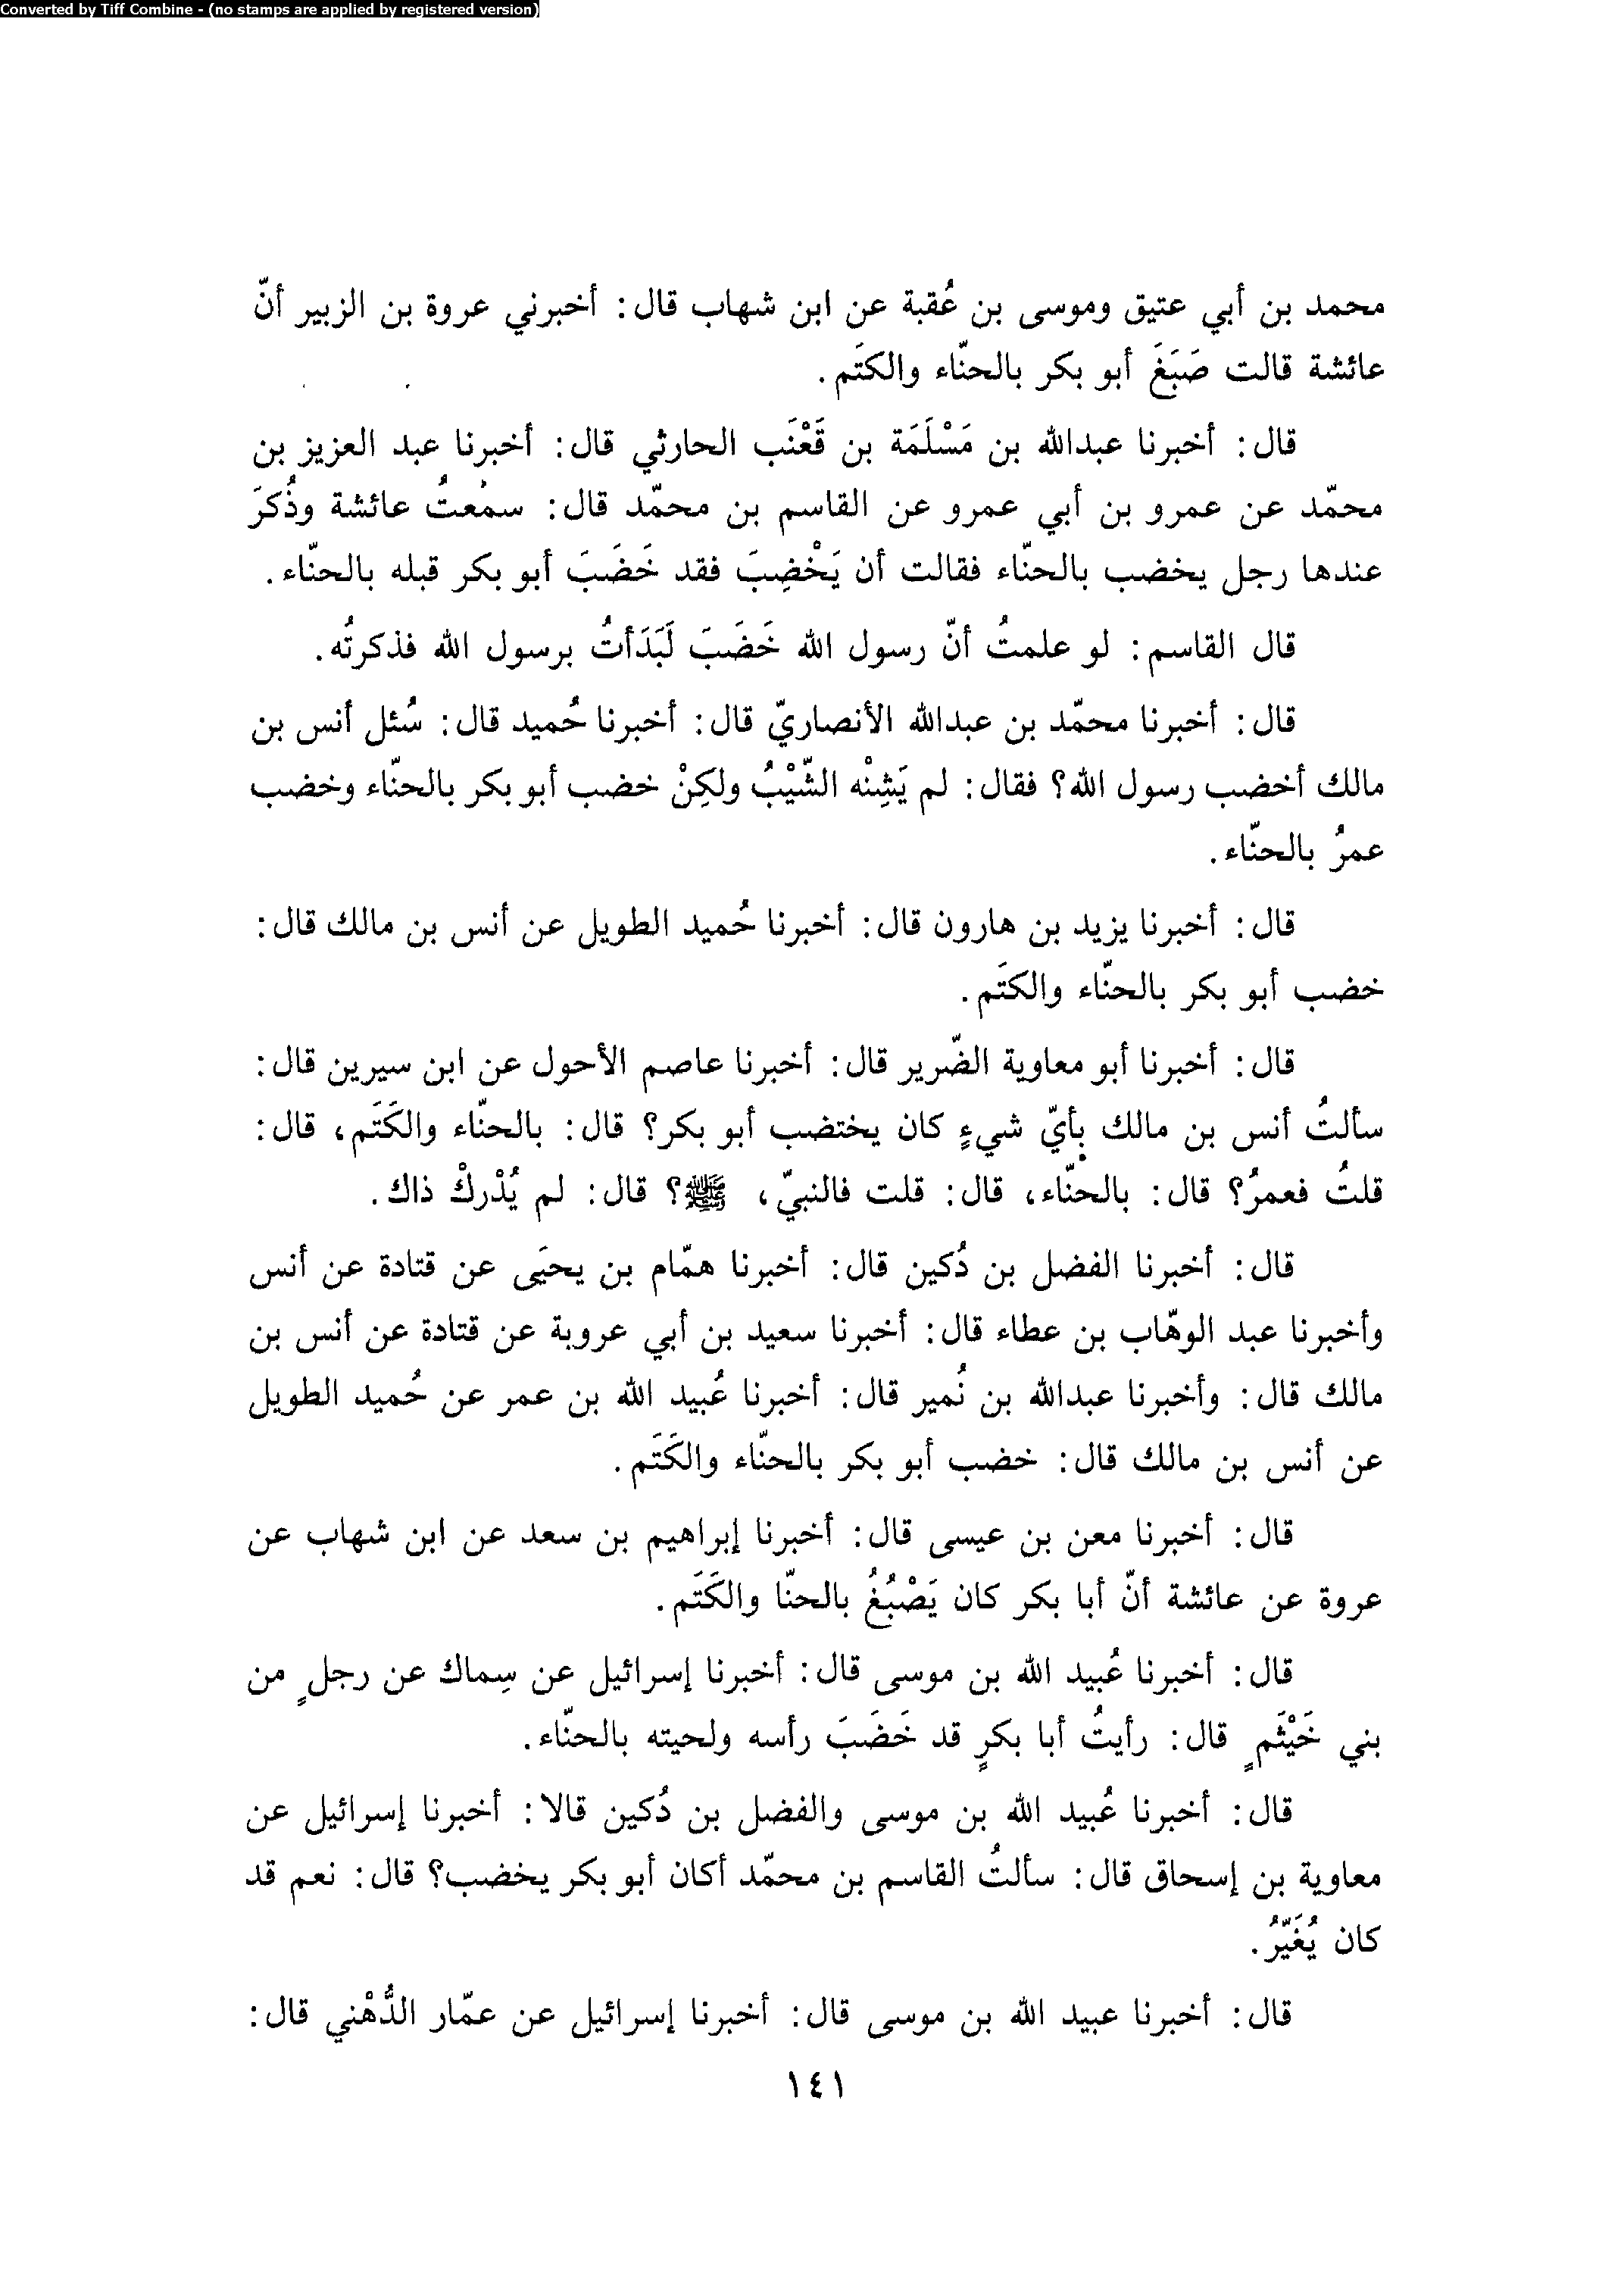 Converted by Tiff Combine - (no stamps are applied by registered version)
محمد بن أبي عتيق وموسى بن عُقبة عن ابن شهاب قال: أخبرني عروة بن الزبير أنّ
عائشة قالت صَبَغَ أبو بكر بالحنّاء والكتَم.
قال: أخبرنا عبدالله بن مَسْلَمَة بن قَعْنَب الحارثي قال: أخبرنا عبد العزيز بن
محمّد عن عمرو بن أبي عمرو عن القاسم بن محمّد قال: سمعتُ عائشة وذُكرَ
عندها رجل يخضب بالحنّاء فقالت أن يَخْضِبَ فقد خَضَبَ أبو بكر قبله بالحنّاء.
قال القاسم: لو علمتُ أنّ رسول الله خَضَبَ لَبَدَأتُ برسول الله فذكرتُه.
قال: أخبرنا محمّد بن عبدالله الأنصاريّ قال: أخبرنا حُميد قال: سُئل أنس بن
مالك أخضب رسول الله؟ فقال: لم يَشِنْه الشّيْبُ ولكِنْ خضب أبو بكر بالحنّاء وخضب
عمرُ بالحنّاء.
قال: أخبرنا يزيد بن هارون قال: أخبرنا حُميد الطويل عن أنس بن مالك قال:
خضب أبو بكر بالحنّاء والكتَم.
قال: أخبرنا أبو معاوية الضّرير قال: أخبرنا عاصم الأحول عن ابن سيرين قال:
سألتُ أنس بن مالك بأيّ شيءٍ كان يختضب أبو بكر؟ قال: بالحنّاء والكَتَم، قال:
قلتُ فعمرُ؟ قال: بالحنّاء، قال: قلت فالنبيّ، ﷺ؟ قال: لم يُدْركْ ذاك.
قال: أخبرنا الفضل بن دُكين قال: أخبرنا همّام بن يحيَى عن قتادة عن أنس
وأخبرنا عبد الوهّاب بن عطاء قال: أخبرنا سعيد بن أبي عروبة عن قتادة عن أنس بن
مالك قال: وأخبرنا عبدالله بن نُمير قال: أخبرنا عُبيد الله بن عمر عن حُميد الطويل
عن أنس بن مالك قال: خضب أبو بكر بالحنّاء والكَتَم.
قال: أخبرنا معن بن عيسى قال: أخبرنا إبراهيم بن سعد عن ابن شهاب عن
عروة عن عائشة أنّ أبا بكر كان يَصْبُغُ بالحنّا والكَتَم.
قال: أخبرنا عُبيد الله بن موسى قال: أخبرنا إسرائيل عن سِماك عن رجلٍ من
بني خَيْثَمٍ قال: رأيتُ أبا بكرٍ قد خَضَبَ رأسه ولحيته بالحنّاء.
قال: أخبرنا عُبيد الله بن موسى والفضل بن دُكين قالا: أخبرنا إسرائيل عن
معاوية بن إسحاق قال: سألتُ القاسم بن محمّد أكان أبو بكر يخضب؟ قال: نعم قد
كان يُغَيّرُ.
قال: أخبرنا عبيد الله بن موسى قال: أخبرنا إسرائيل عن عمّار الدُّهْني قال:
١٤١